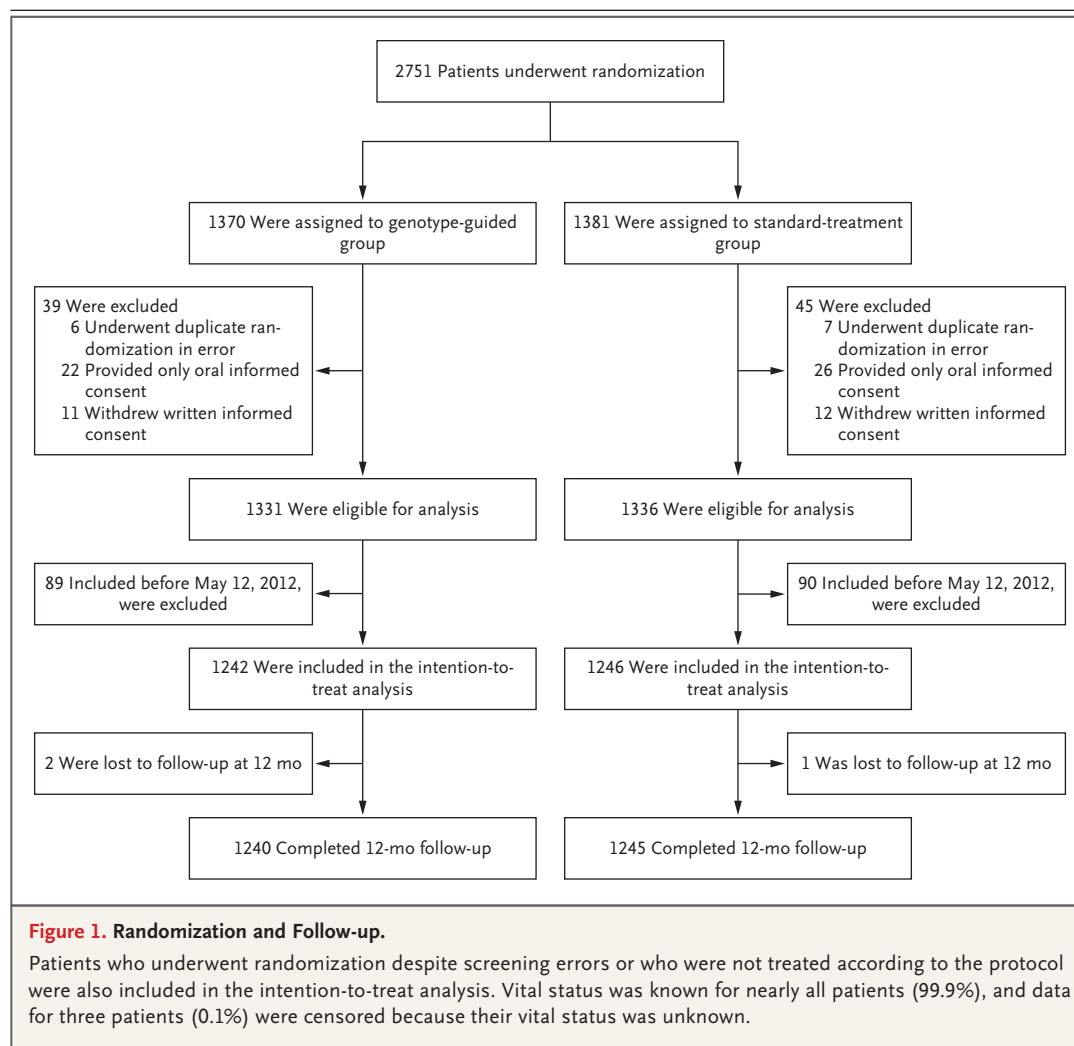 2751 Patients underwent randomization
1370 Were assigned to genotype-guided
group
1381 Were assigned to standard-treatment
group
39 Were excluded
6 Underwent duplicate ran-
domization in error
22 Provided only oral informed
consent
11 Withdrew written informed
consent
45 Were excluded
7 Underwent duplicate ran-
domization in error
26 Provided only oral informed
consent
12 Withdrew written informed
consent
1331 Were eligible for analysis
1336 Were eligible for analysis
89 Included before May 12, 2012,
were excluded
90 Included before May 12, 2012,
were excluded
1242 Were included in the intention-to-
treat analysis
1246 Were included in the intention-to-
treat analysis
2 Were lost to follow-up at 12 mo
1 Was lost to follow-up at 12 mo
1240 Completed 12-mo follow-up
1245 Completed 12-mo follow-up
Figure 1. Randomization and Follow-up.
Patients who underwent randomization despite screening errors or who were not treated according to the protocol
were also included in the intention-to-treat analysis. Vital status was known for nearly all patients (99.9%), and data
for three patients (0.1%) were censored because their vital status was unknown.